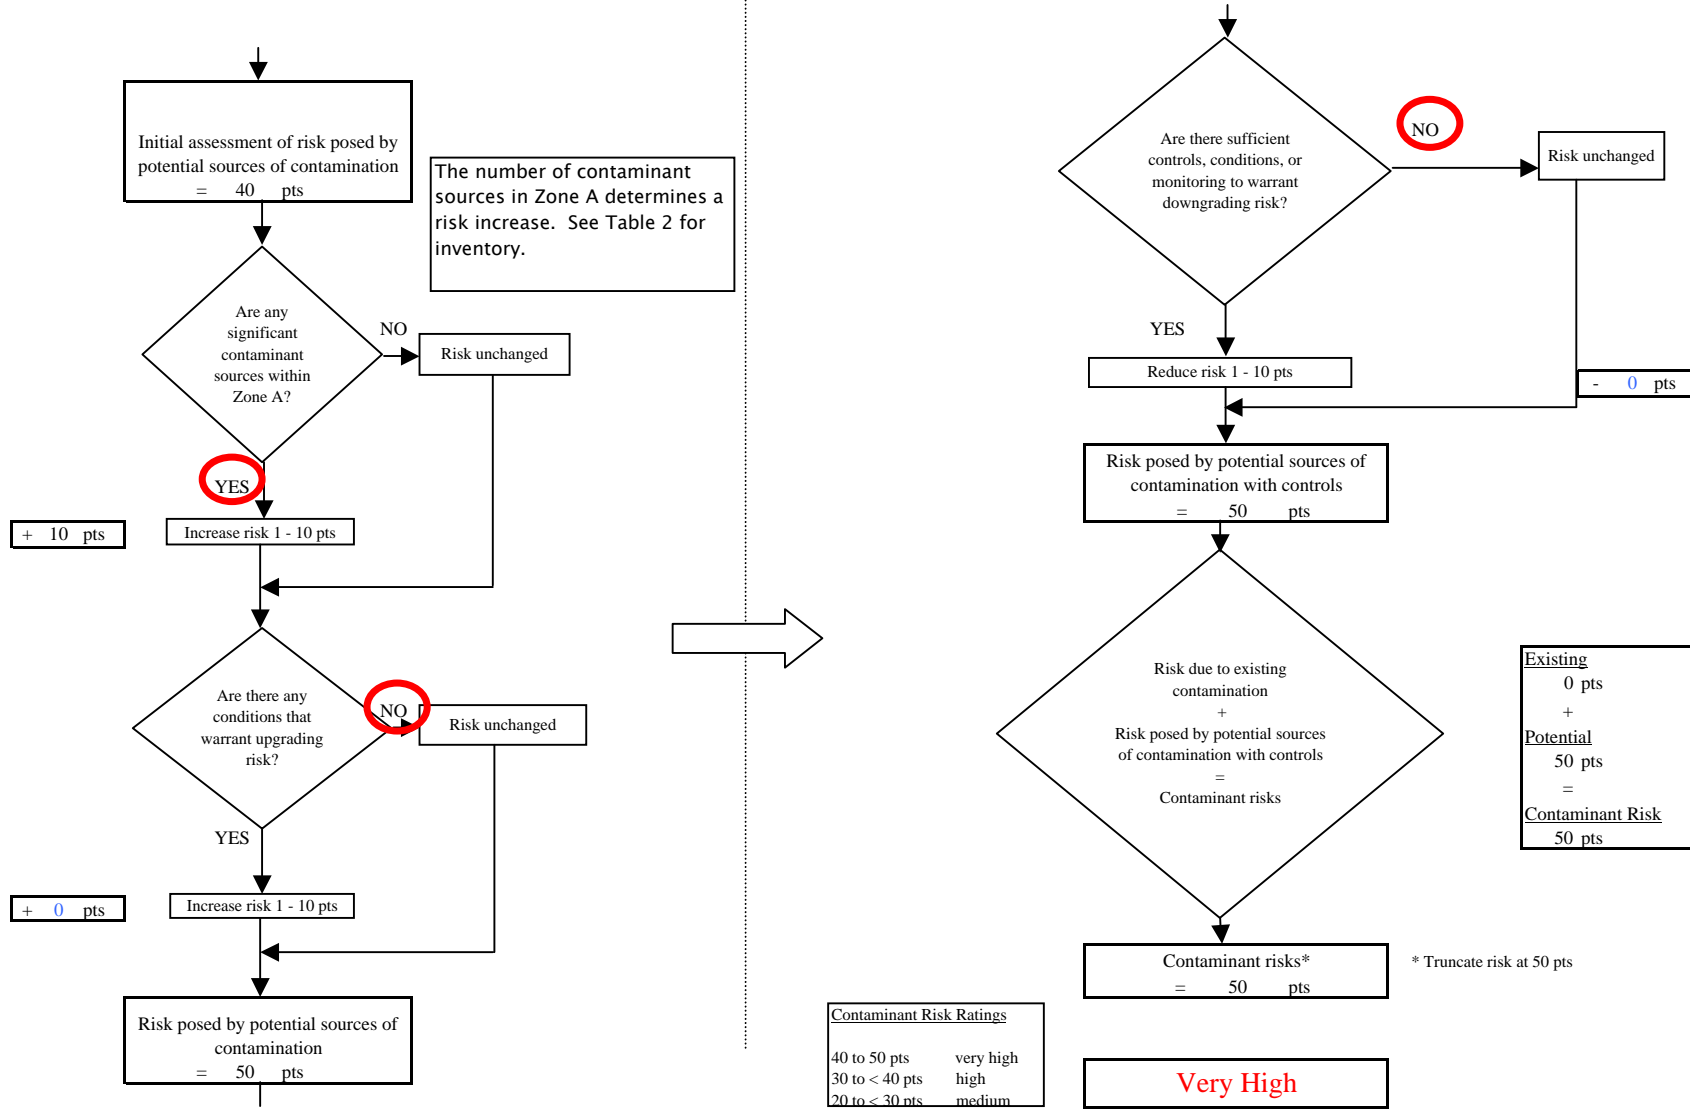 Initial assessment of risk posed by
potential sources of contamination
= 40 pts
The number of contaminant
sources in Zone A determines a
risk increase.  See Table 2 for
inventory.
Are any
significant
contaminant
sources within
Zone A?
NO
Risk unchanged
YES
+ 10 pts
Increase risk 1 - 10 pts
Are there any
conditions that
warrant upgrading
risk?
NO
Risk unchanged
YES
+ 0 pts
Increase risk 1 - 10 pts
Risk posed by potential sources of
contamination
= 50 pts
Are there sufficient
controls, conditions, or
monitoring to warrant
downgrading risk?
NO
Risk unchanged
YES
Reduce risk 1 - 10 pts
- 0 pts
Risk posed by potential sources of
contamination with controls
= 50 pts
Risk due to existing
contamination
+
Risk posed by potential sources
of contamination with controls
=
Contaminant risks
Existing
0 pts
+
Potential
50 pts
=
Contaminant Risk
50 pts
Contaminant risks*
= 50 pts
* Truncate risk at 50 pts
Contaminant Risk Ratings
40 to 50 pts very high
30 to < 40 pts high
20 to < 30 pts medium
Very High